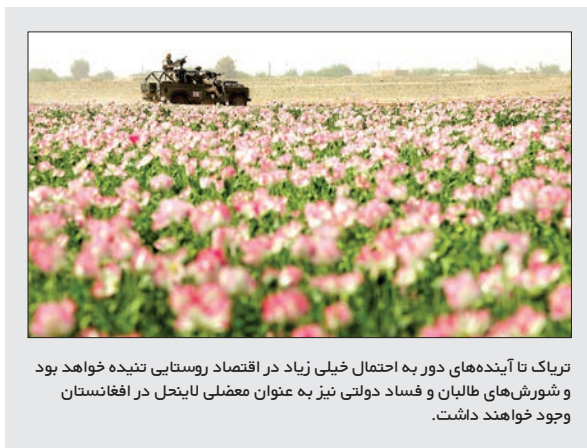 تریاک تا آینده‌های دور به احتمال خیلی زیاد در اقتصاد روستایی تنیده خواهد بود
و شورش‌های طالبان و فساد دولتی نیز به عنوان معضلی لاینحل در افغانستان
وجود خواهند داشت.